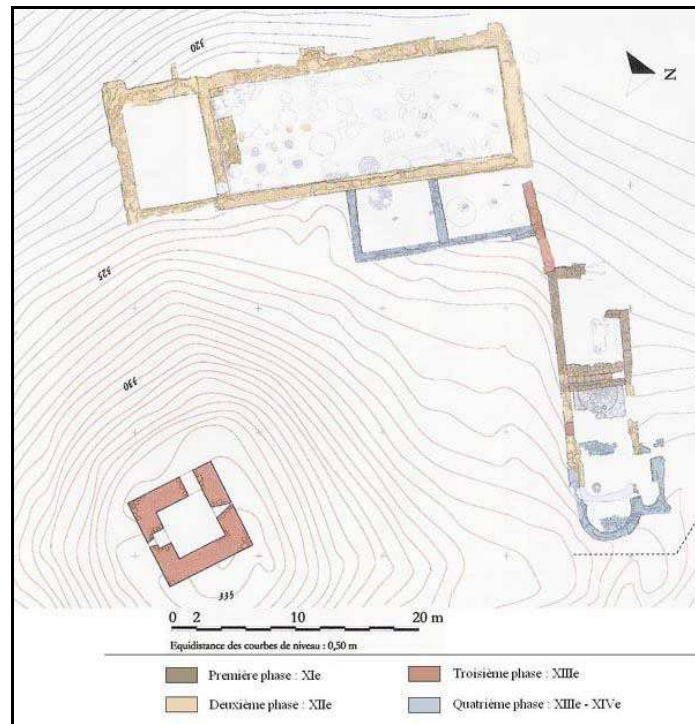 320
N
325
330
335
0 2 10 20 m
Equidistance des courbes de niveau : 0,50 m
Première phase : XIe
Troisième phase : XIIIe
Deuxième phase : XIIe
Quatrième phase : XIIIe - XIVe